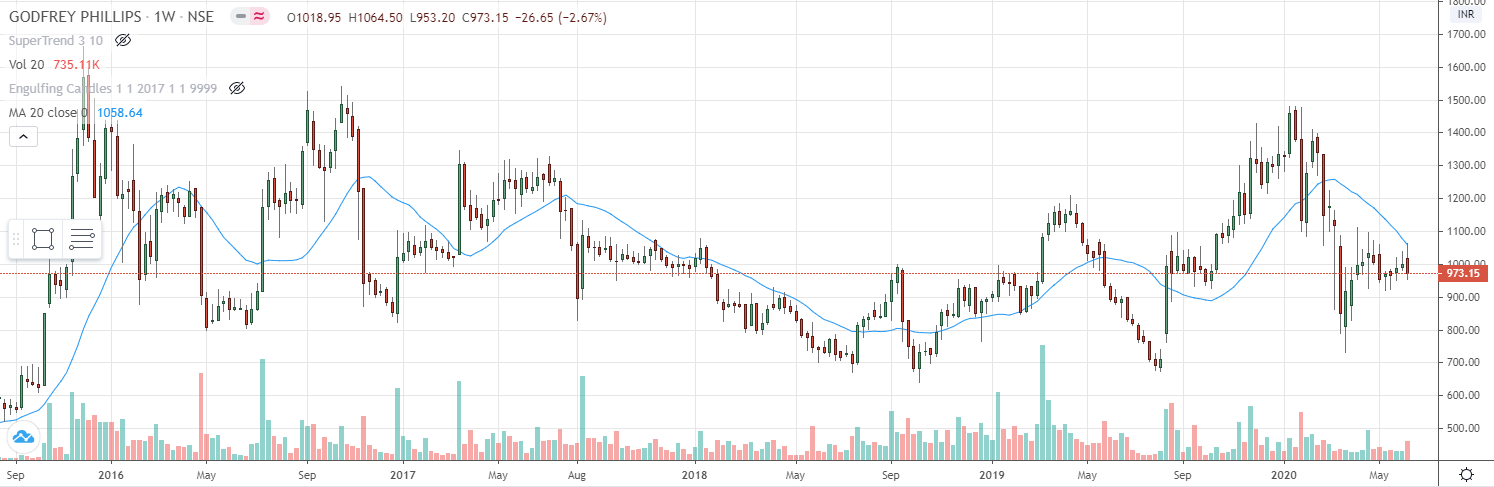 GODFREY PHILLIPS · 1W · NSE O1018.95 H1064.50 L953.20 C973.15 −26.65 (−2.67%)
SuperTrend 3 10
Vol 20 735.11K
Engulfing Candles 1 1 2017 1 1 9999
MA 20 close 0 1058.64
1800.00
INR
1700.00
1600.00
1500.00
1400.00
1300.00
1200.00
1100.00
1000.00
973.15
900.00
800.00
700.00
600.00
500.00
Sep 2016 May Sep 2017 May Aug 2018 May Sep 2019 May Sep 2020 May